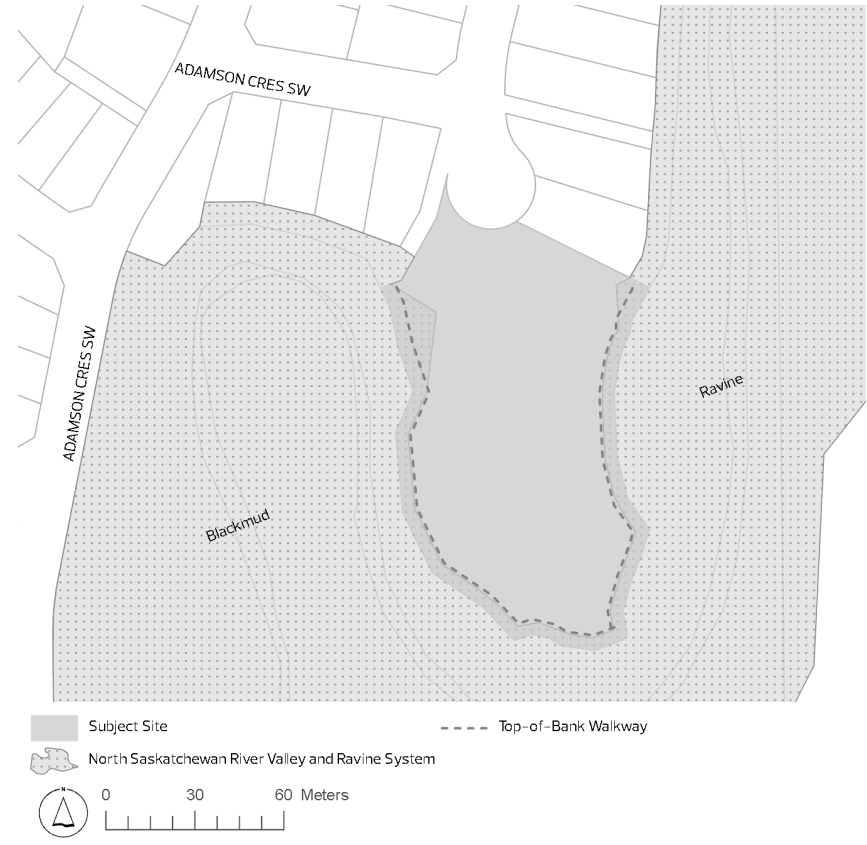 ADAMSON CRES SW
ADAMSON CRES SW
Ravine
Blackmud
Subject Site
Top-of-Bank Walkway
North Saskatchewan River Valley and Ravine System
N
0 30 60 Meters